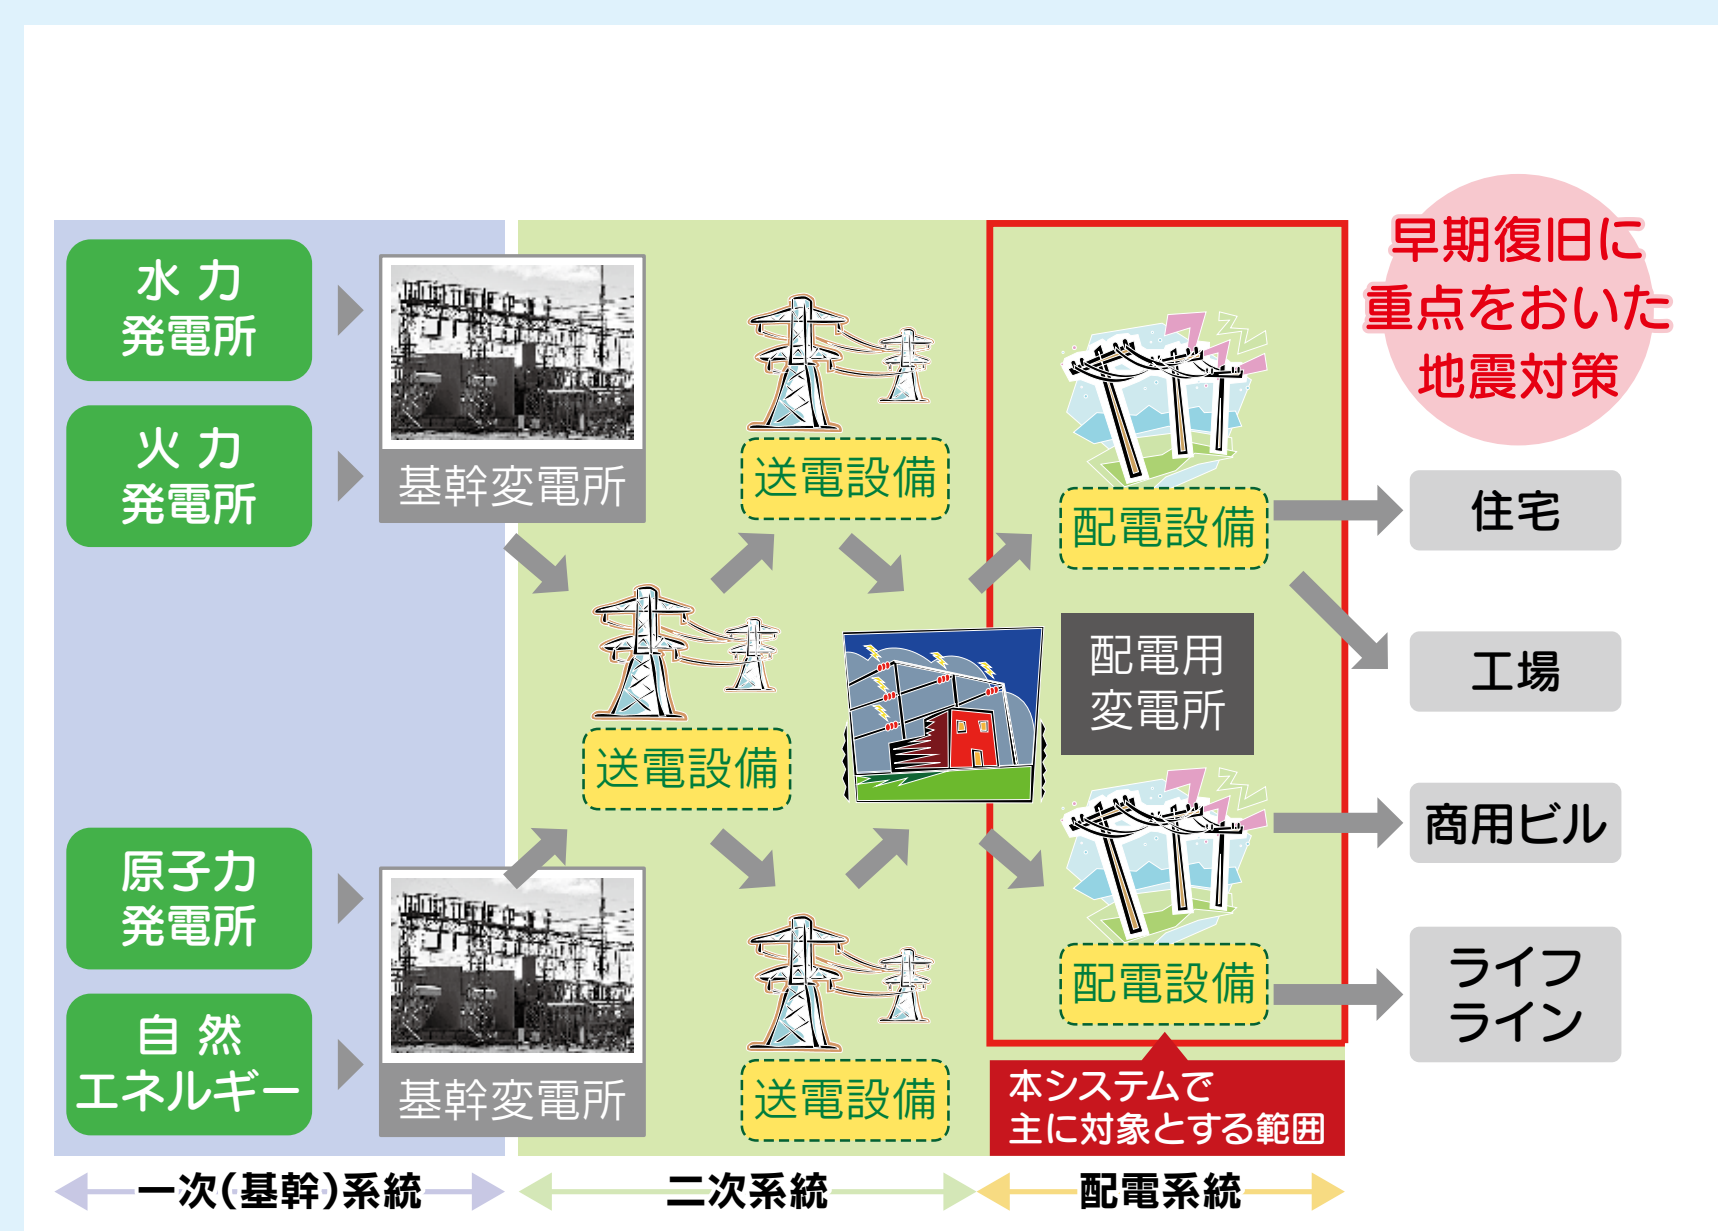 早期復旧に
重点をおいた
地震対策
水力
発電所
火力
発電所
原子力
発電所
自然
エネルギー
基幹変電所
基幹変電所
送電設備
送電設備
送電設備
配電設備
配電用
変電所
配電設備
住宅
工場
商用ビル
ライフ
ライン
本システムで
主に対象とする範囲
一次(基幹)系統
二次系統
配電系統